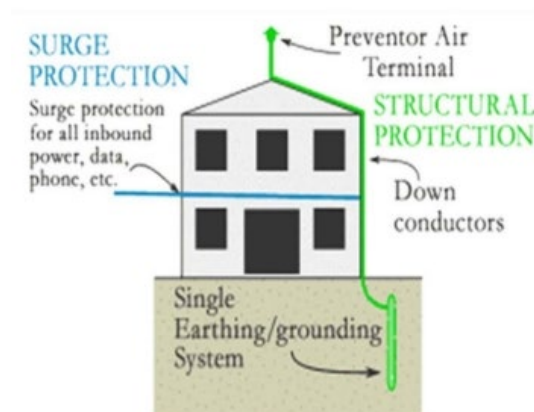 SURGE
PROTECTION
Surge protection
for all inbound
power, data,
phone, etc.
Preventor Air
Terminal
STRUCTURAL
PROTECTION
Down
conductors
Single
Earthing/grounding
System